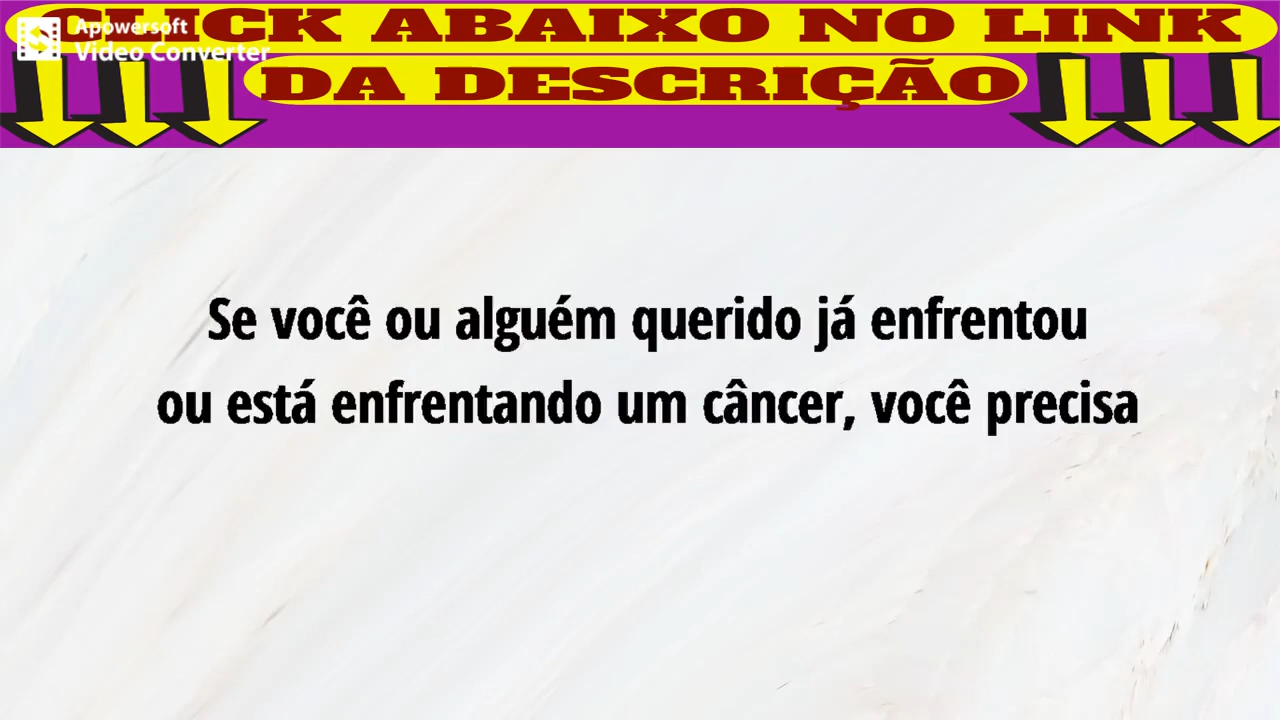 CLICK ABAIXO NO LINK
Apowersoft
Video Converter
DA DESCRIÇÃO
Se você ou alguém querido já enfrentou
ou está enfrentando um câncer, você precisa